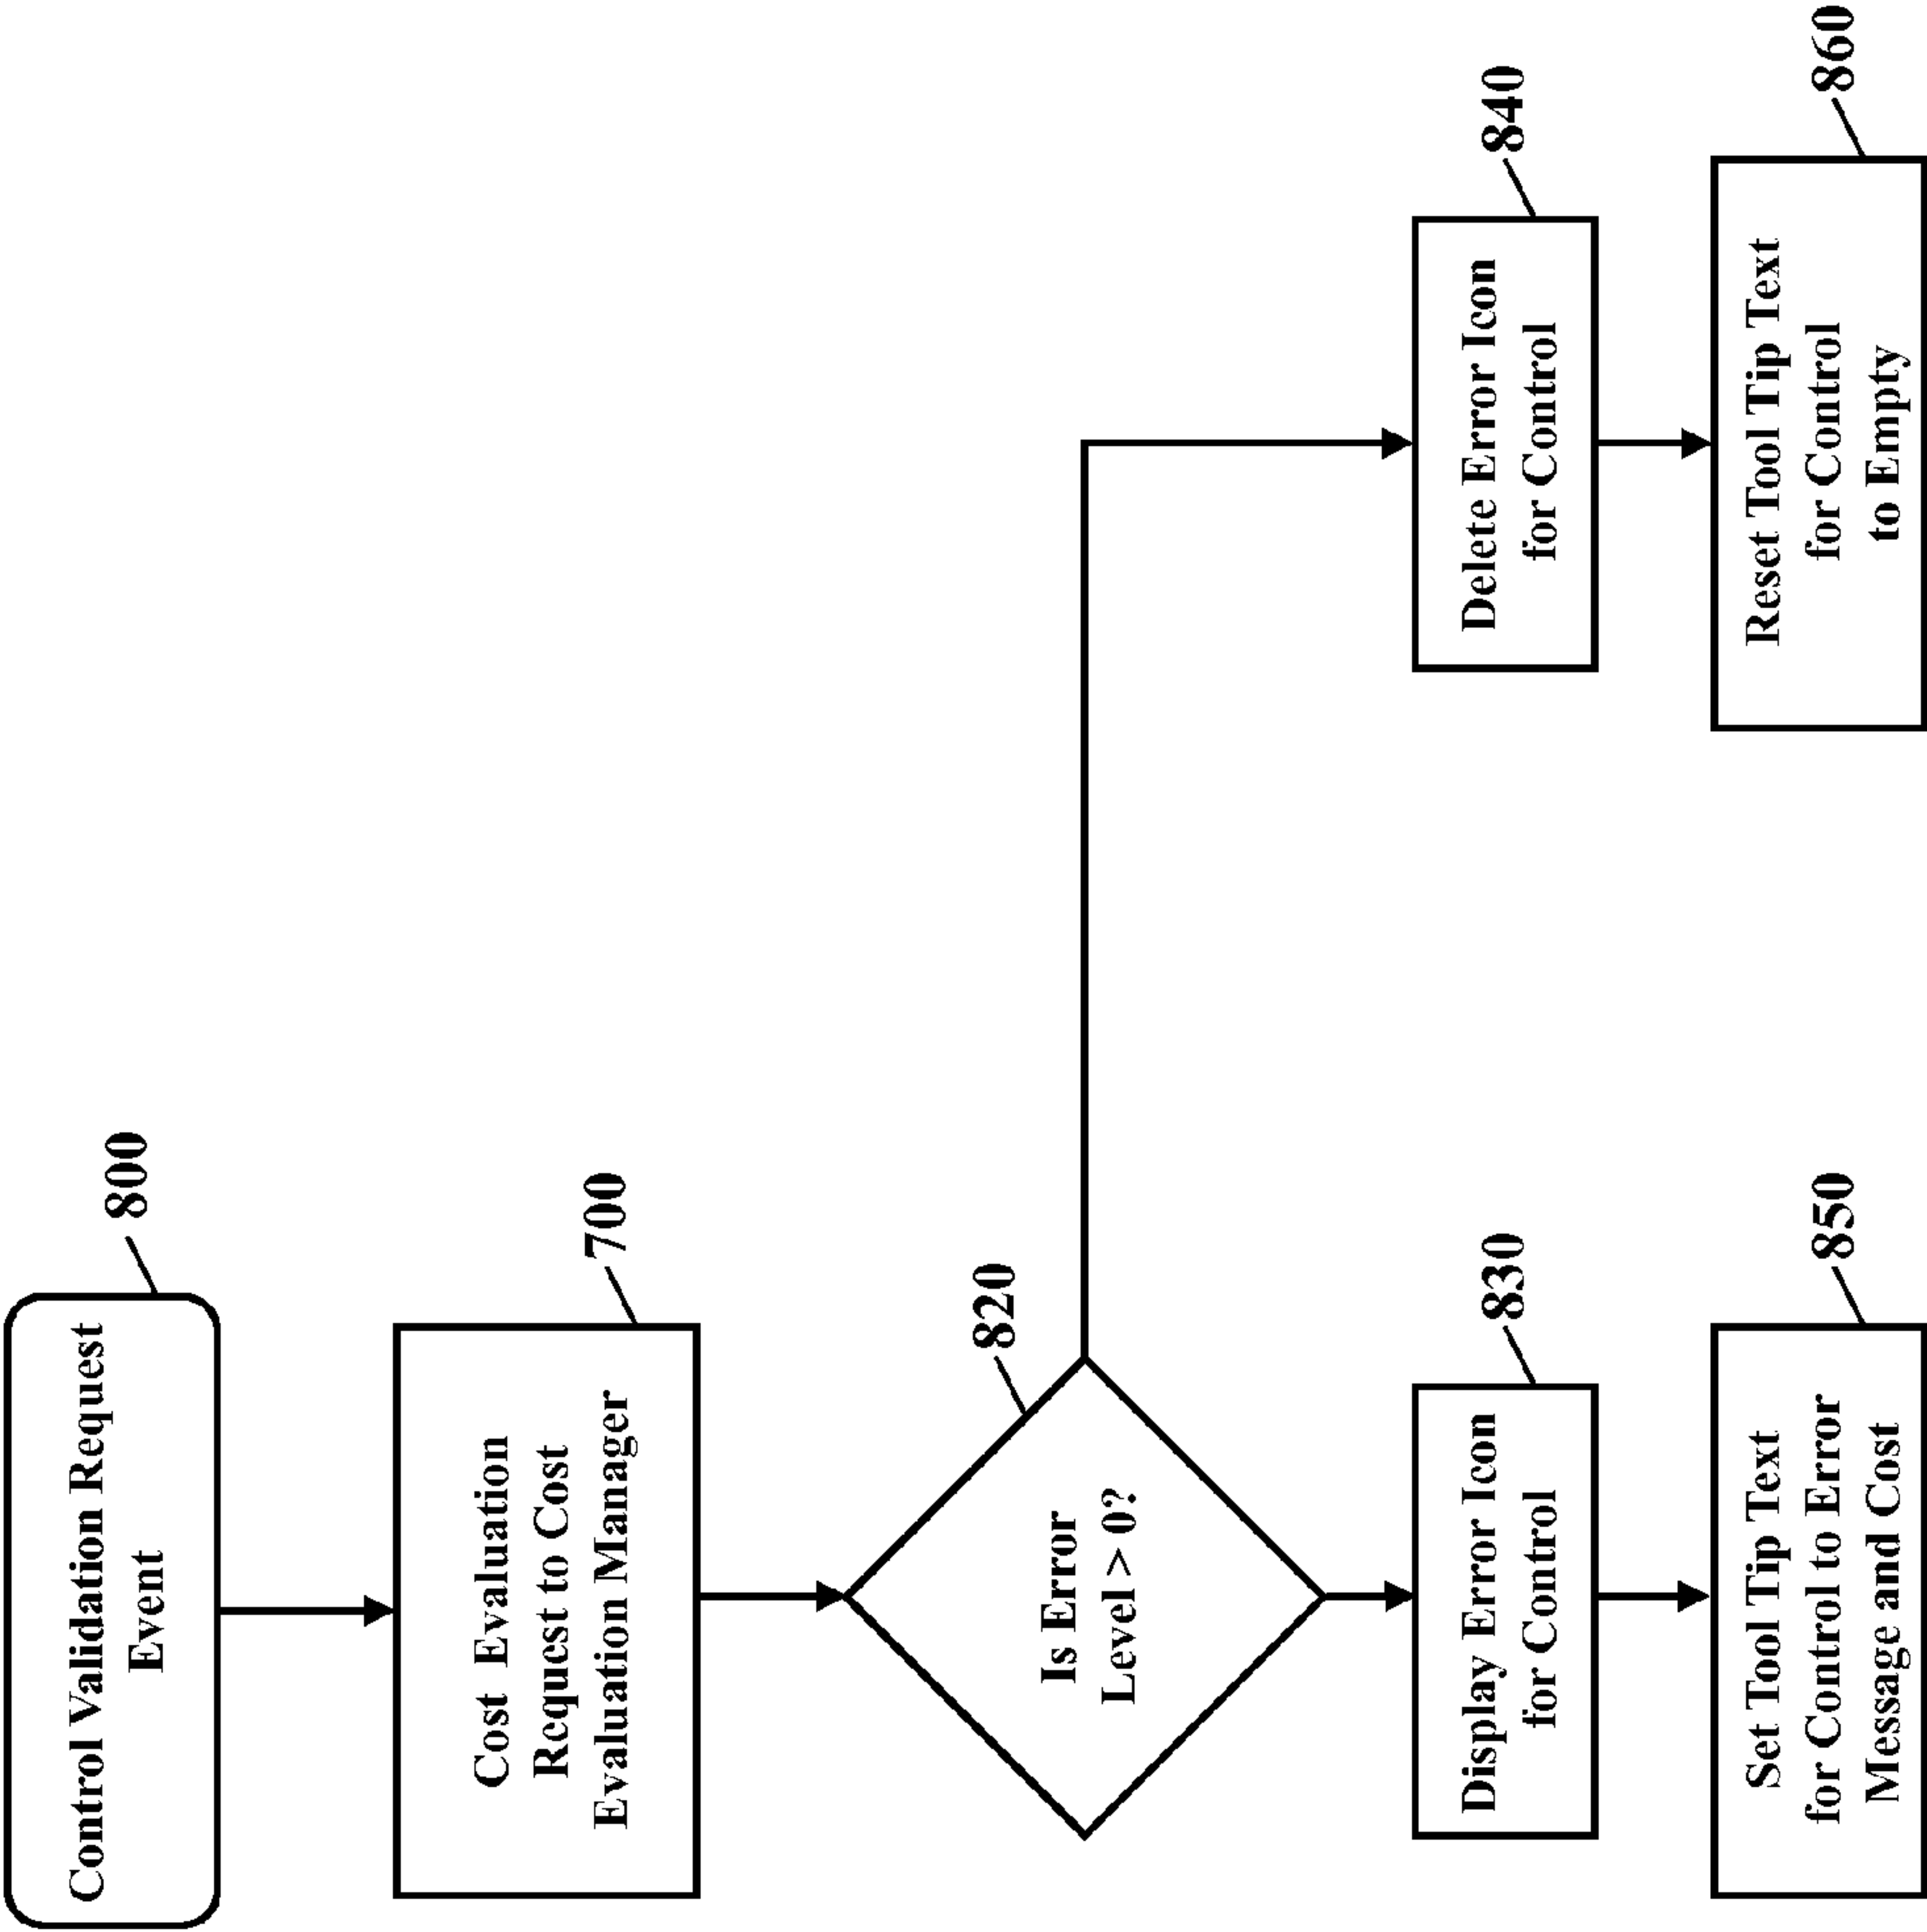 Control Validation Request
Event
800
Cost Evaluation
Request to Cost
Evaluation Manager
700
Is Error
Level > 0?
820
Display Error Icon
for Control
830
Delete Error Icon
for Control
840
Set Tool Tip Text
for Control to Error
Message and Cost
850
Reset Tool Tip Text
for Control
to Empty
860